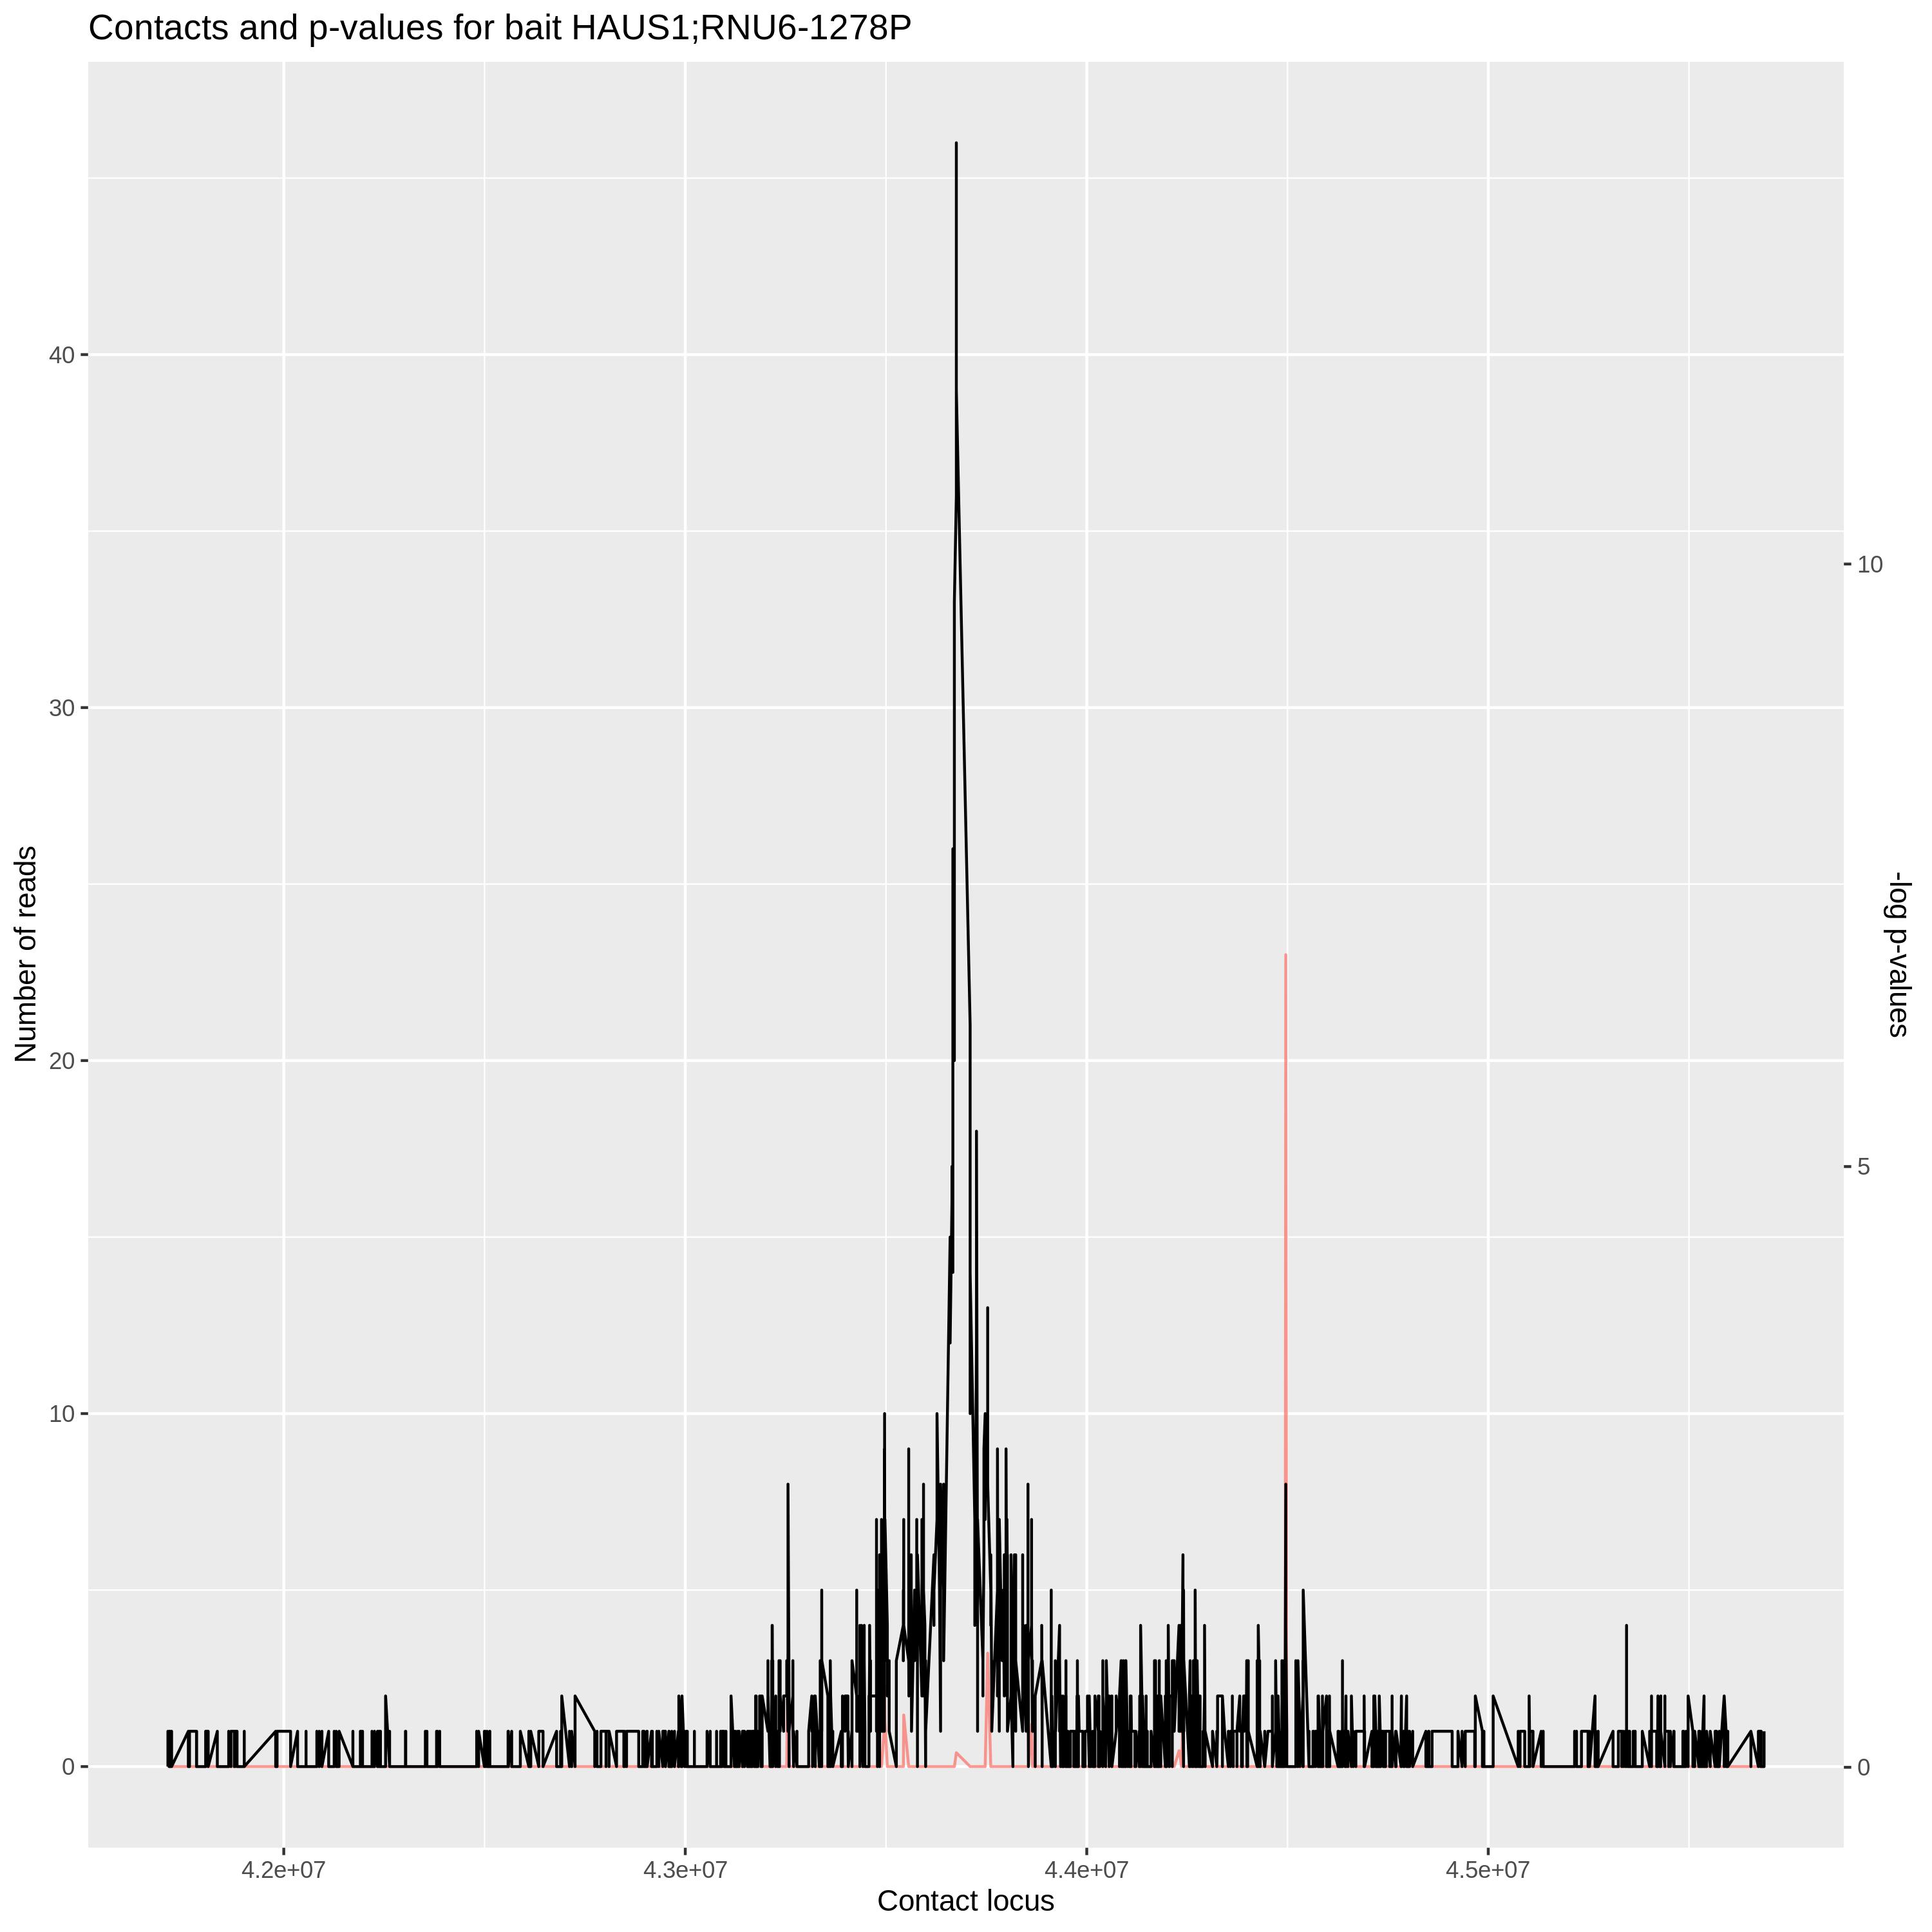 Contacts and p-values for bait HAUS1;RNU6-1278P
40
30
20
10
0
Number of reads
10
5
0
-log p-values
4.2e+07
4.3e+07
4.4e+07
4.5e+07
Contact locus